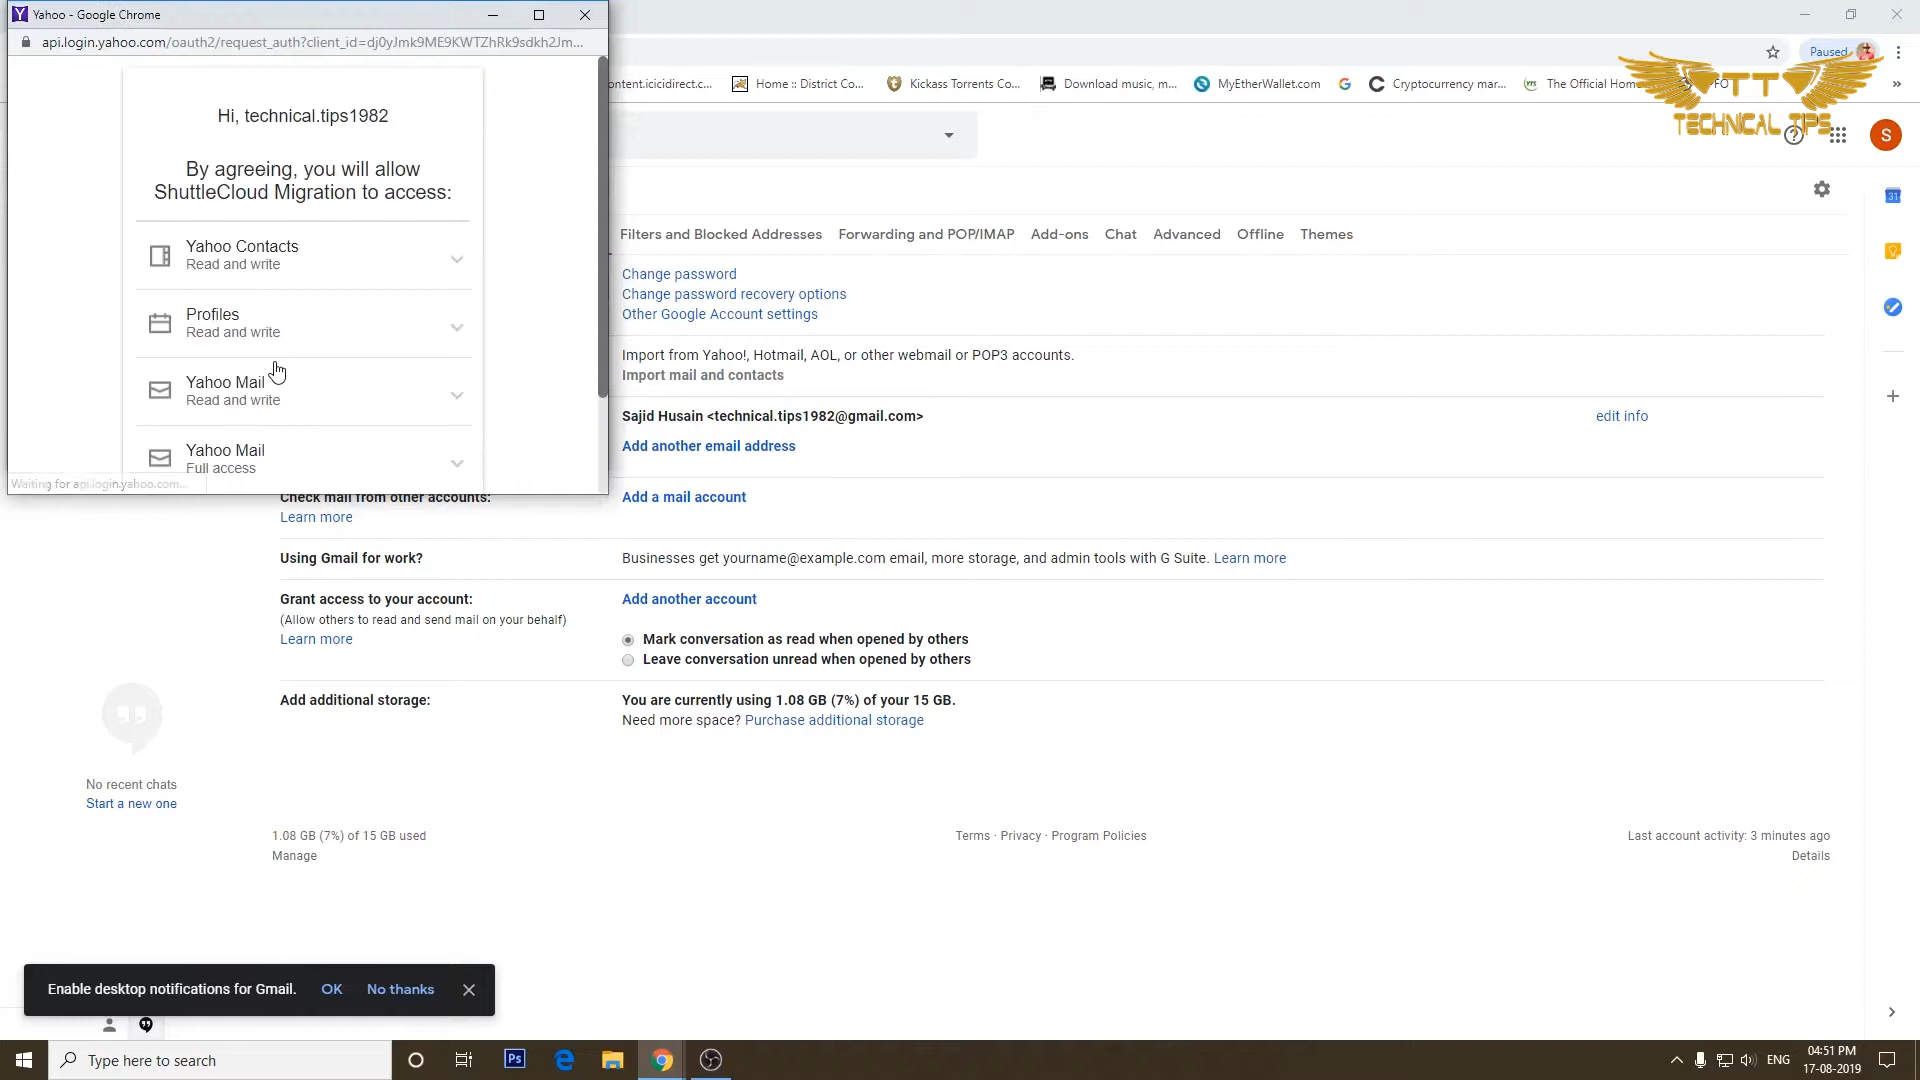 Yahoo - Google Chrome
api.login.yahoo.com/oauth2/request_auth?client_id=dj0yJmk9ME9KWTZhRk9sdkh2Jm...
Hi, technical.tips1982
By agreeing, you will allow
ShuttleCloud Migration to access:
Yahoo Contacts
Read and write
Profiles
Read and write
Yahoo Mail
Read and write
Yahoo Mail
Full access
Waiting for api.login.yahoo.com...
Paused
ontent.icicidirect.c...
Home :: District Co...
Kickass Torrents Co...
Download music, m...
MyEtherWallet.com
Cryptocurrency mar...
The Official Home
TTV
TECHNICAL TIPS
S
31
Filters and Blocked Addresses
Forwarding and POP/IMAP
Add-ons
Chat
Advanced
Offline
Themes
Change password
Change password recovery options
Other Google Account settings
Import from Yahoo!, Hotmail, AOL, or other webmail or POP3 accounts.
Import mail and contacts
Sajid Husain <technical.tips1982@gmail.com>
edit info
Add another email address
Check mail from other accounts:
Add a mail account
Learn more
Using Gmail for work?
Businesses get yourname@example.com email, more storage, and admin tools with G Suite. Learn more
Grant access to your account:
Add another account
(Allow others to read and send mail on your behalf)
Learn more
Mark conversation as read when opened by others
Leave conversation unread when opened by others
Add additional storage:
You are currently using 1.08 GB (7%) of your 15 GB.
Need more space? Purchase additional storage
No recent chats
Start a new one
1.08 GB (7%) of 15 GB used
Manage
Terms · Privacy · Program Policies
Last account activity: 3 minutes ago
Details
Enable desktop notifications for Gmail.
OK
No thanks
Type here to search
Ps
ENG
04:51 PM
17-08-2019